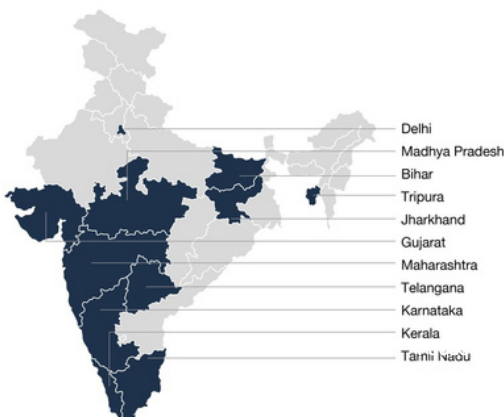 Delhi
Madhya Pradesh
Bihar
Tripura
Jharkhand
Gujarat
Maharashtra
Telangana
Karnataka
Kerala
Tamil Nadu